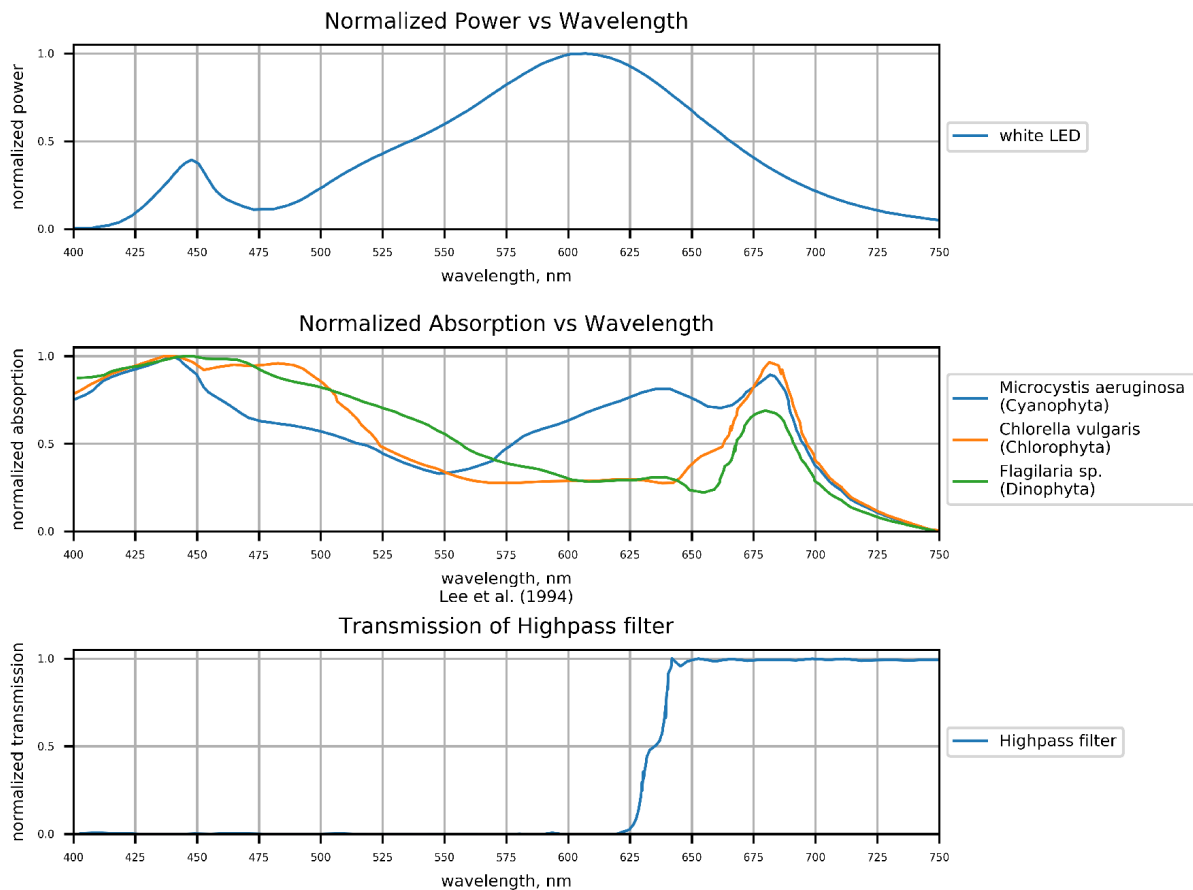 Normalized Power vs Wavelength
normalized power
1.0
0.5
0.0
400 425 450 475 500 525 550 575 600 625 650 675 700 725 750
wavelength, nm
white LED
Normalized Absorption vs Wavelength
normalized absoprtion
1.0
0.5
0.0
400 425 450 475 500 525 550 575 600 625 650 675 700 725 750
wavelength, nm
Lee et al. (1994)
Microcystis aeruginosa
(Cyanophyta)
Chlorella vulgaris
(Chlorophyta)
Flagilaria sp.
(Dinophyta)
Transmission of Highpass filter
normalized transmission
1.0
0.5
0.0
400 425 450 475 500 525 550 575 600 625 650 675 700 725 750
wavelength, nm
Highpass filter